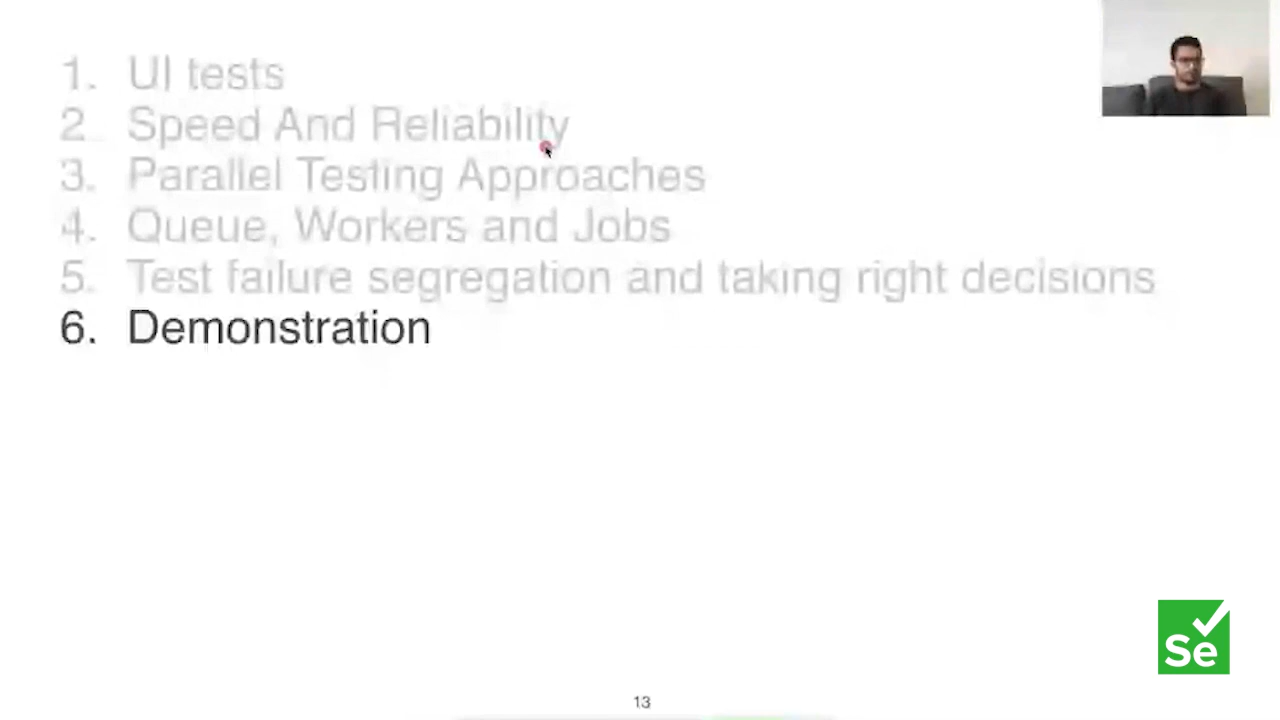 1. UI tests
2. Speed And Reliability
3. Parallel Testing Approaches
4. Queue, Workers and Jobs
5. Test failure segregation and taking right decisions
6. Demonstration
Se
13